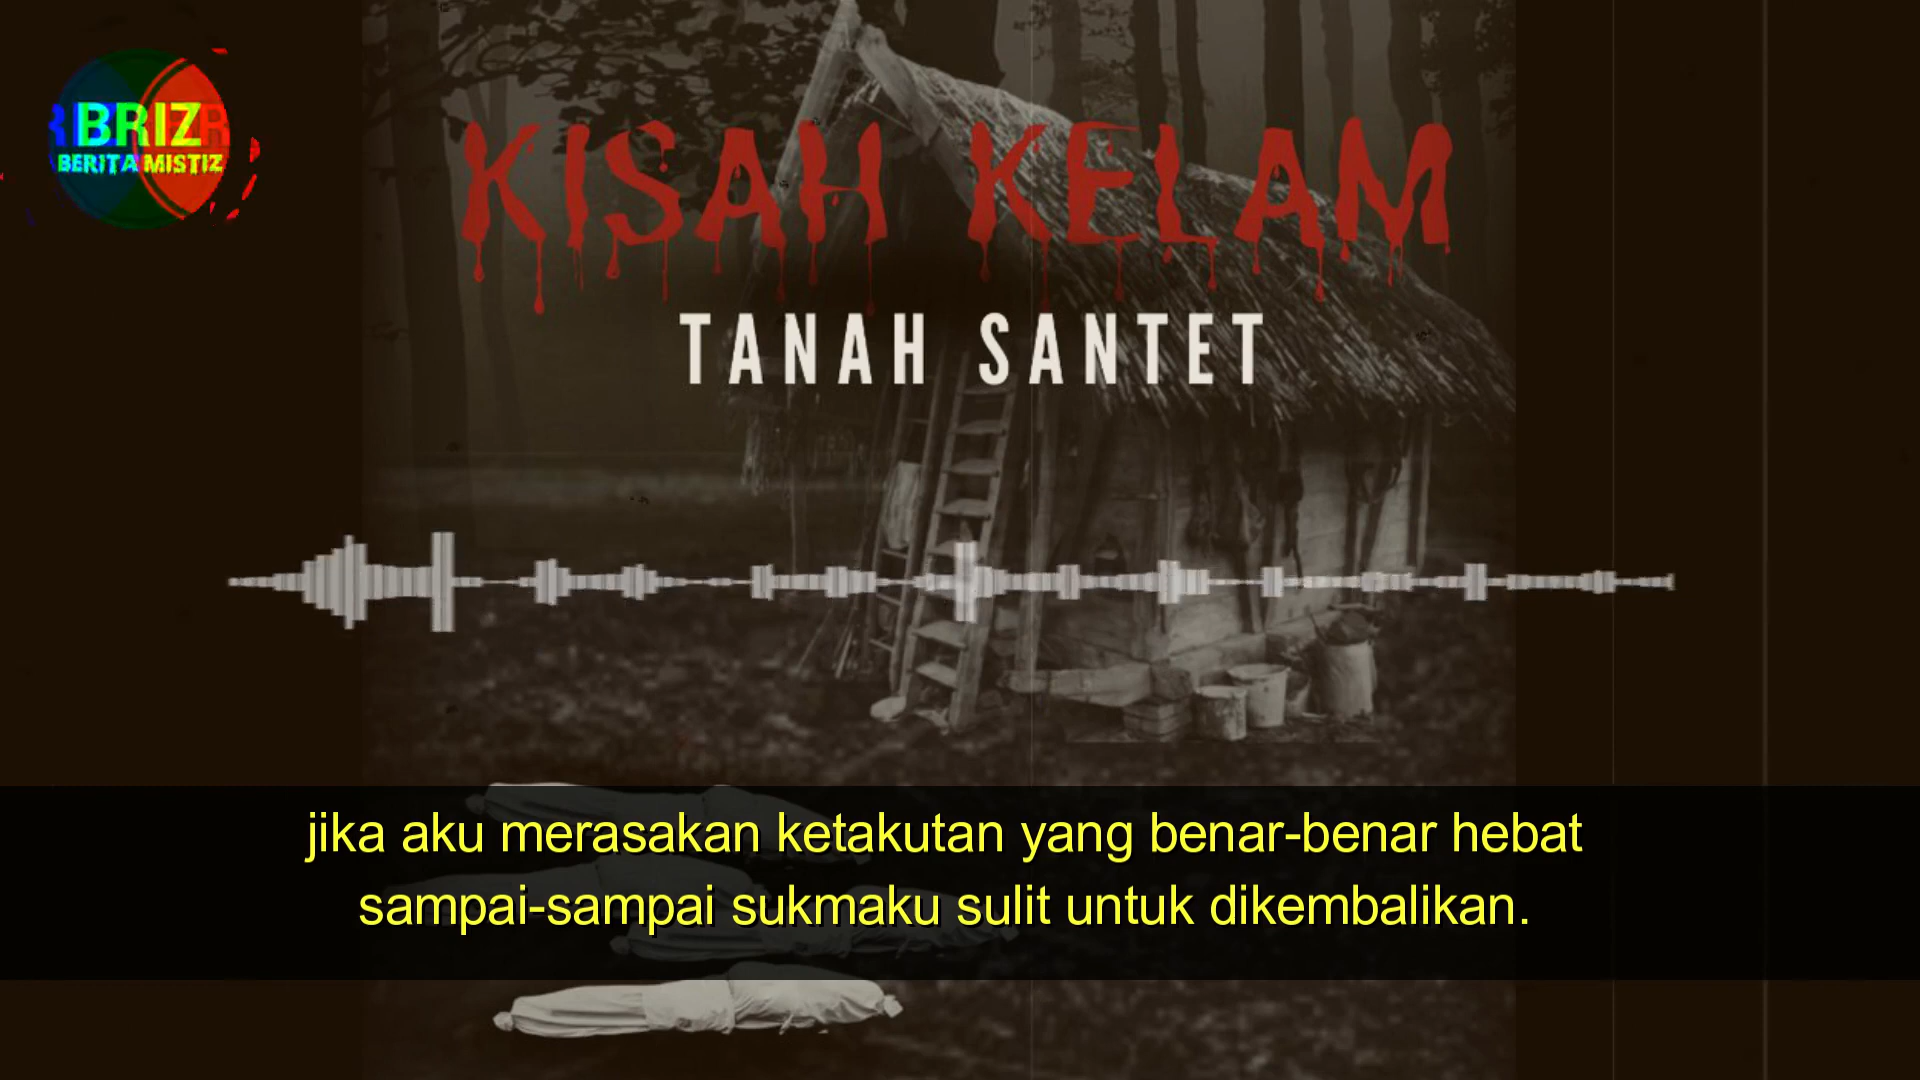 BRIZ
BERITA MISTIZ
KISAH KELAM
TANAH SANTET
jika aku merasakan ketakutan yang benar-benar hebat
sampai-sampai sukmaku sulit untuk dikembalikan.